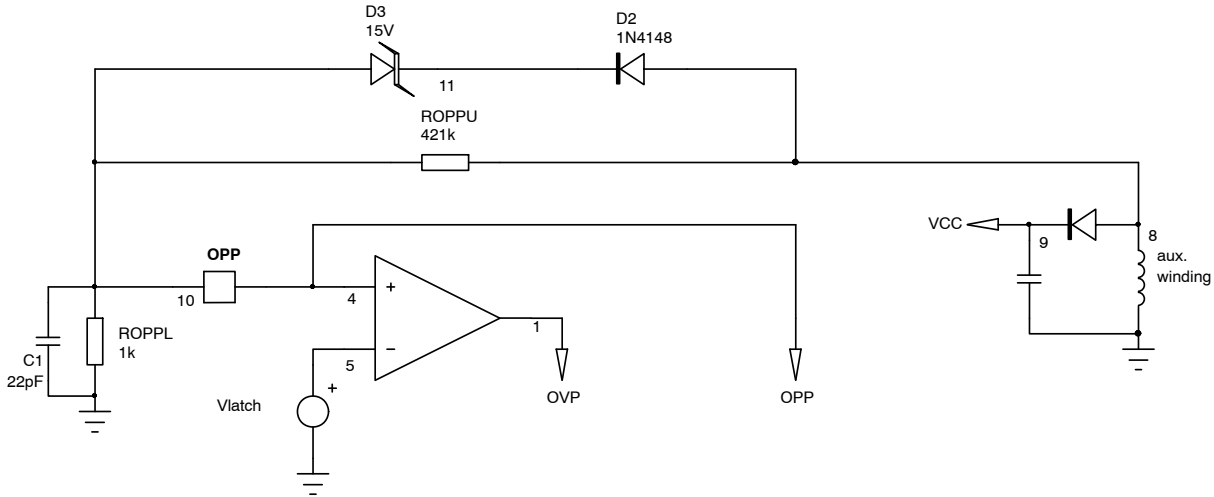 D3
15V
D2
1N4148
11
ROPPU
421k
VCC
9
8
aux.
winding
OPP
10
4
+
ROPPL
1k
1
C1
22pF
5
−
+
Vlatch
OVP
OPP